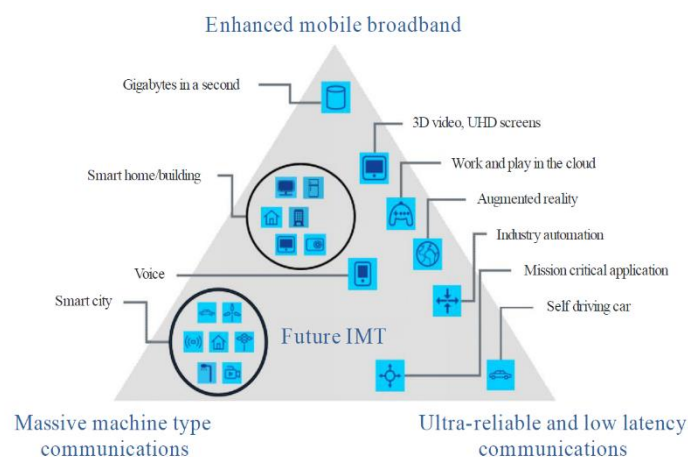 Enhanced mobile broadband
Gigabytes in a second
3D video, UHD screens
Work and play in the cloud
Smart home/building
Augmented reality
Industry automation
Voice
Mission critical application
Smart city
Self driving car
Future IMT
Massive machine type
communications
Ultra-reliable and low latency
communications